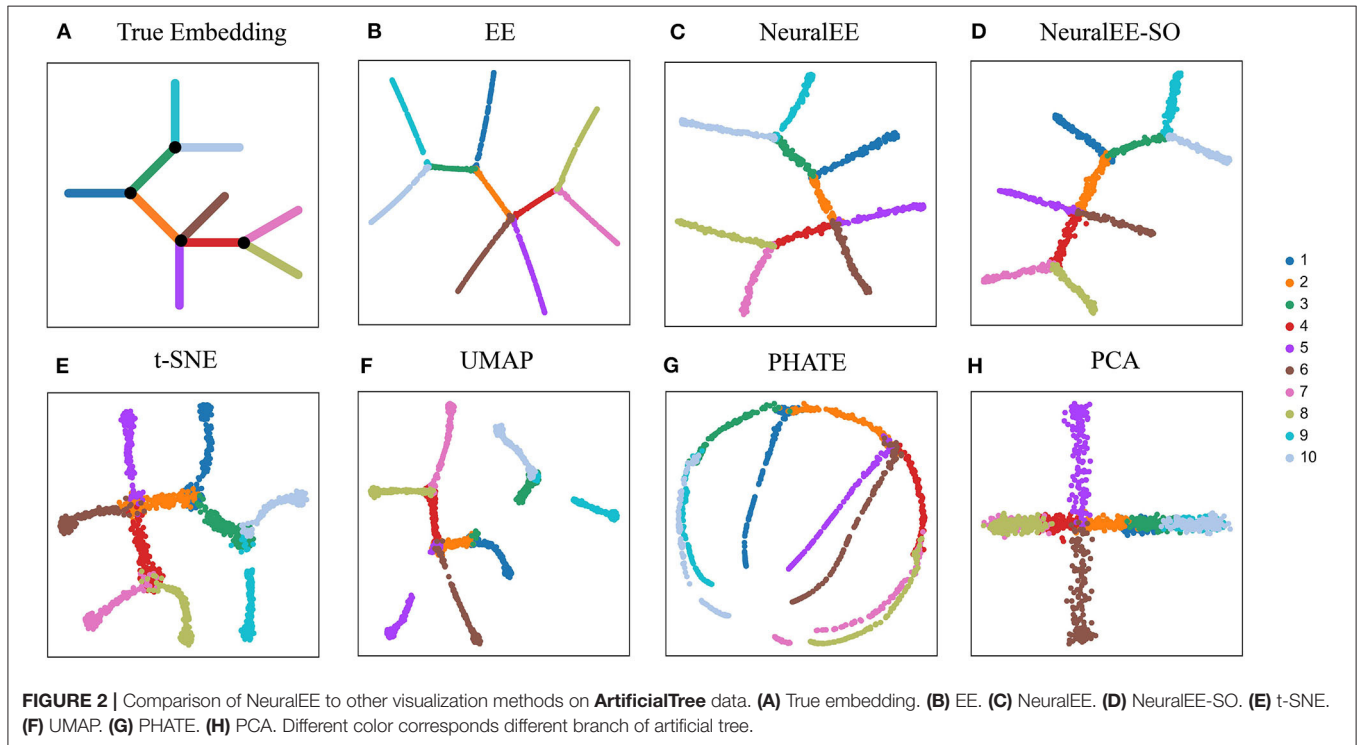 A True Embedding
B EE
C NeuralEE
D NeuralEE-SO
1
2
3
4
5
6
7
8
9
10
E t-SNE
F UMAP
G PHATE
H PCA
FIGURE 2 | Comparison of NeuralEE to other visualization methods on ArtificialTree data. (A) True embedding. (B) EE. (C) NeuralEE. (D) NeuralEE-SO. (E) t-SNE.
(F) UMAP. (G) PHATE. (H) PCA. Different color corresponds different branch of artificial tree.